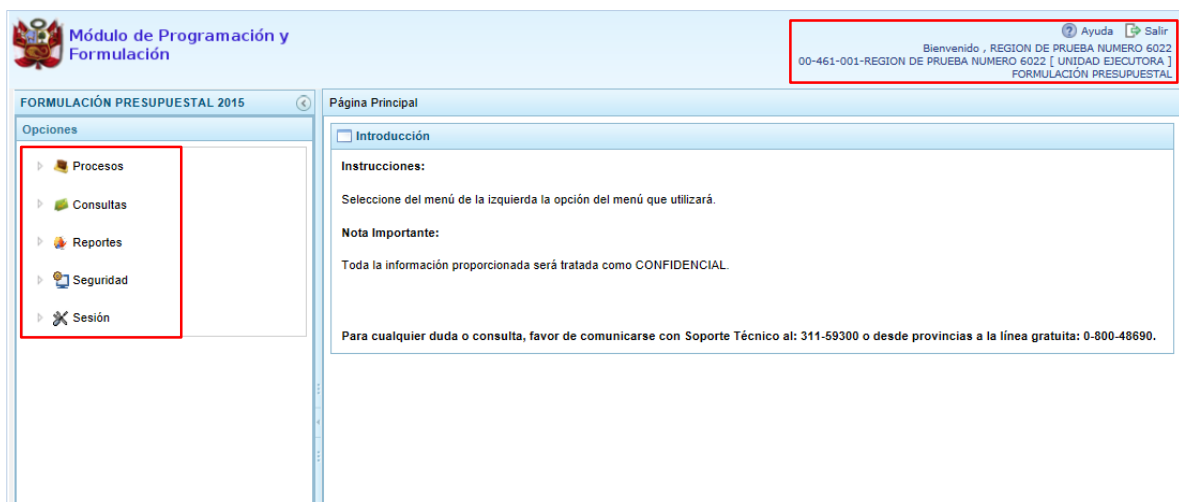 Módulo de Programación y
Formulación
Ayuda Salir
Bienvenido , REGION DE PRUEBA NUMERO 6022
00-461-001-REGION DE PRUEBA NUMERO 6022 [ UNIDAD EJECUTORA ]
FORMULACIÓN PRESUPUESTAL
FORMULACIÓN PRESUPUESTAL 2015
Opciones
Procesos
Consultas
Reportes
Seguridad
Sesión
Página Principal
Introducción
Instrucciones:
Seleccione del menú de la izquierda la opción del menú que utilizará.
Nota Importante:
Toda la información proporcionada será tratada como CONFIDENCIAL.
Para cualquier duda o consulta, favor de comunicarse con Soporte Técnico al: 311-59300 o desde provincias a la línea gratuita: 0-800-48690.